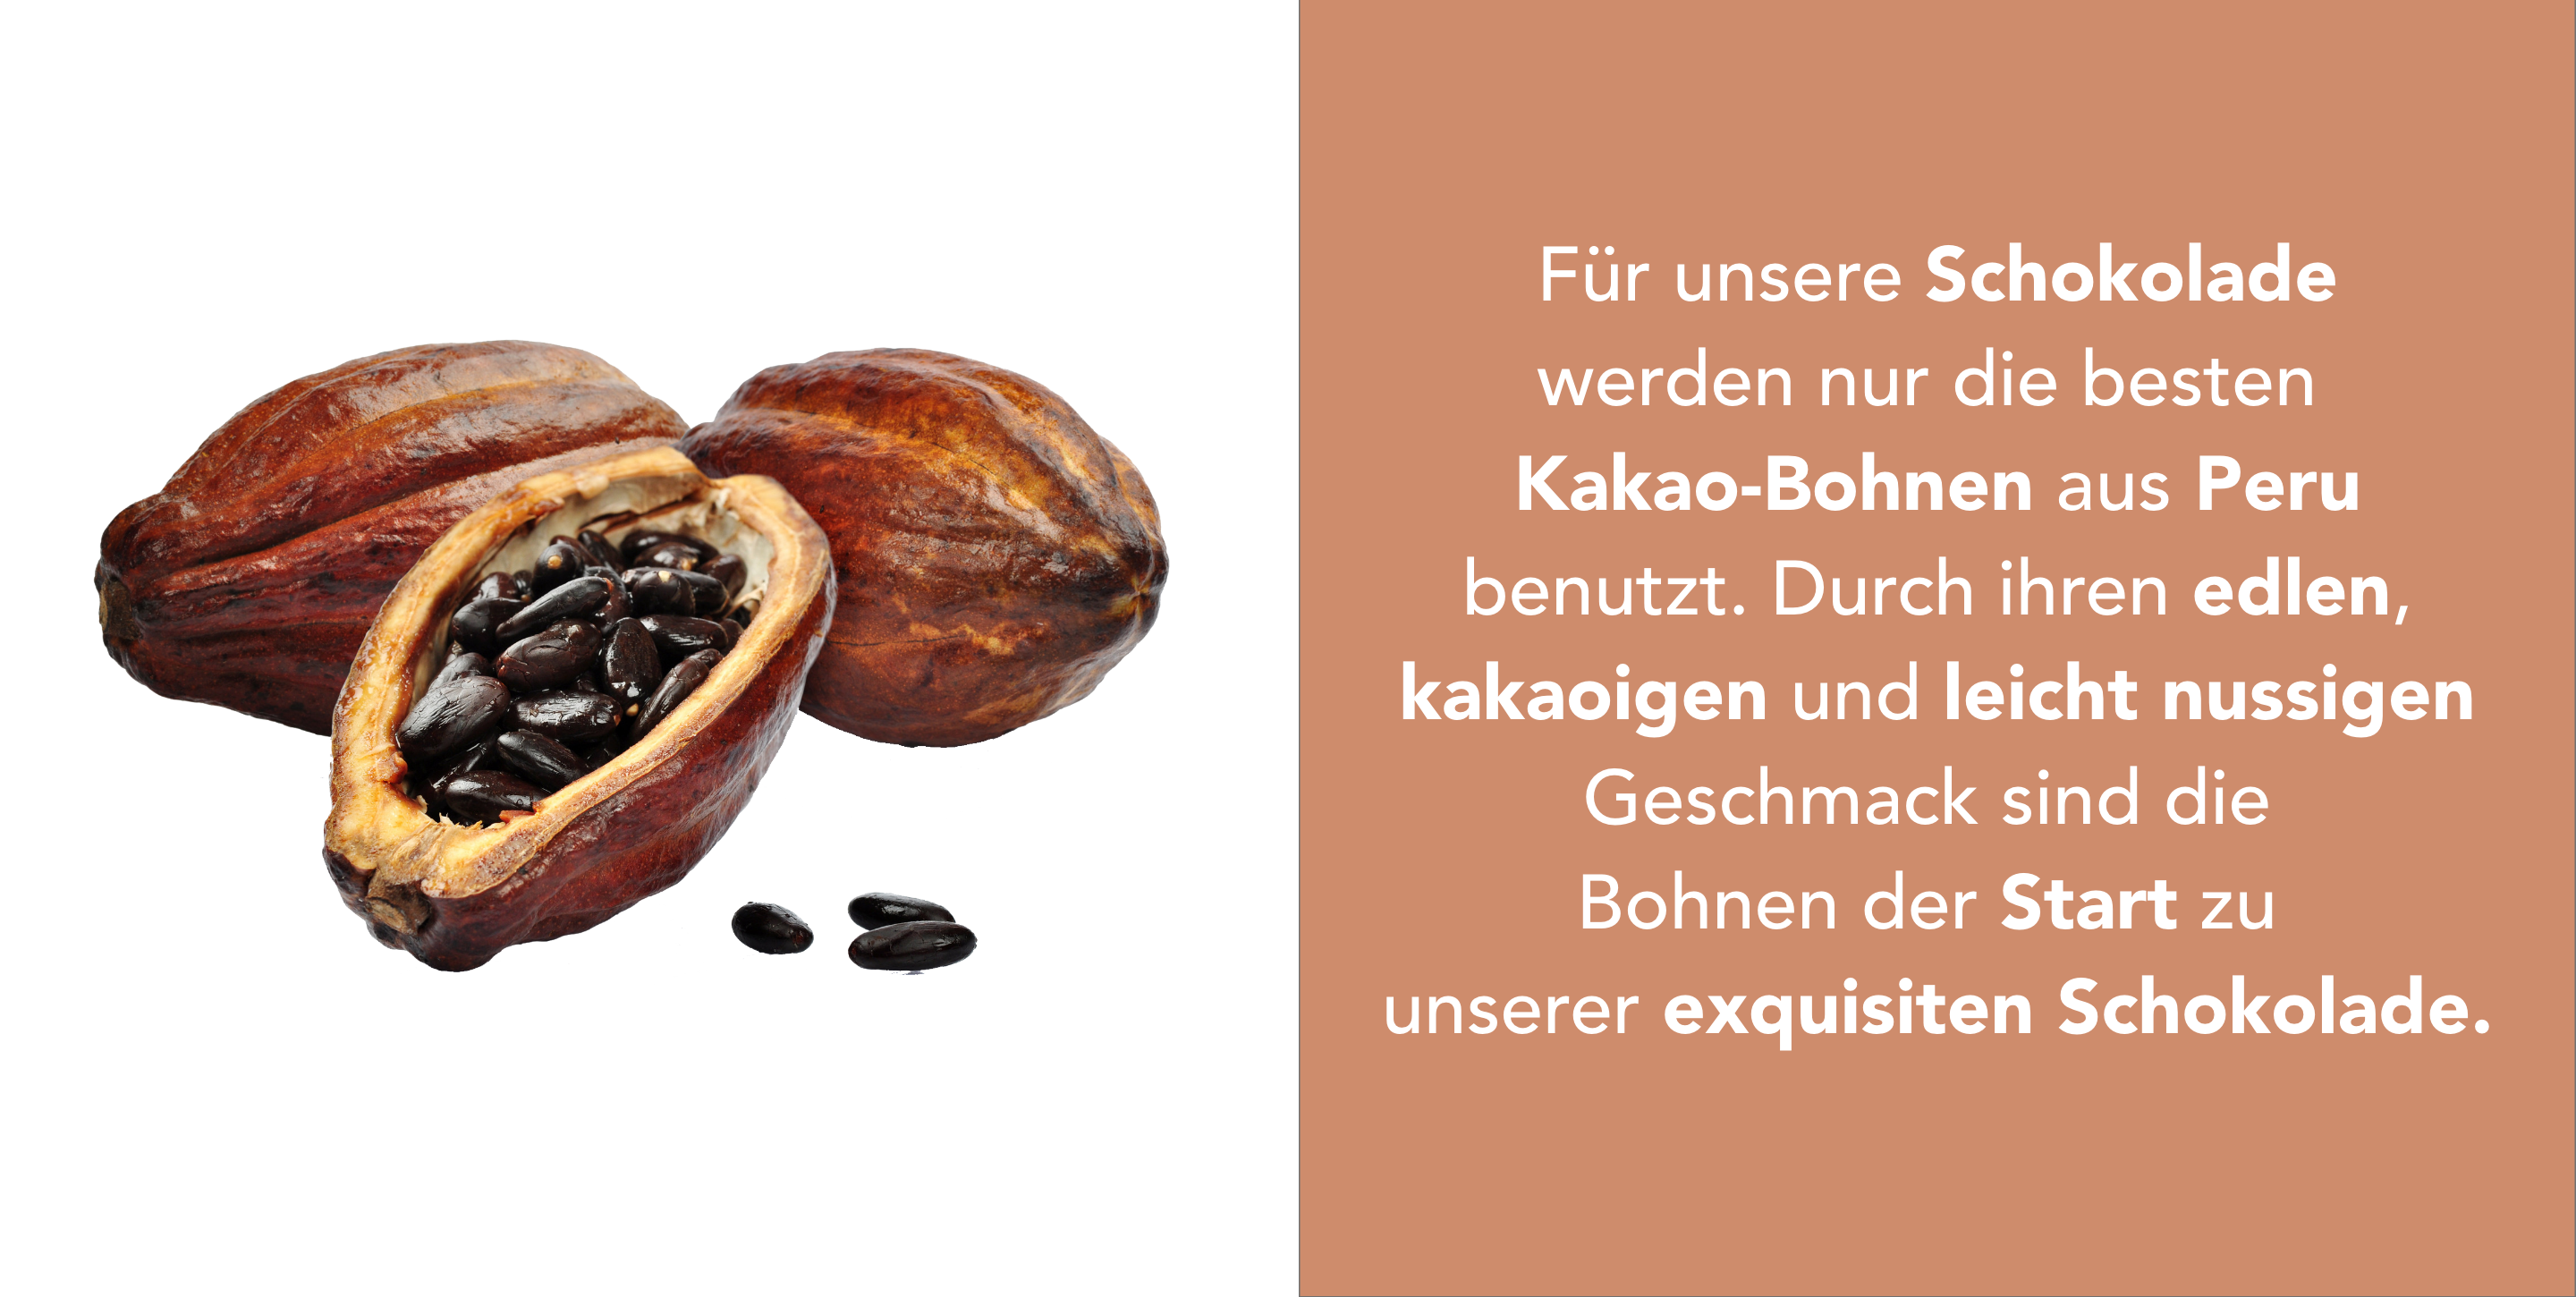 Für unsere Schokolade
werden nur die besten
Kakao-Bohnen aus Peru
benutzt. Durch ihren edlen,
kakaoigen und leicht nussigen
Geschmack sind die
Bohnen der Start zu
unserer exquisiten Schokolade.